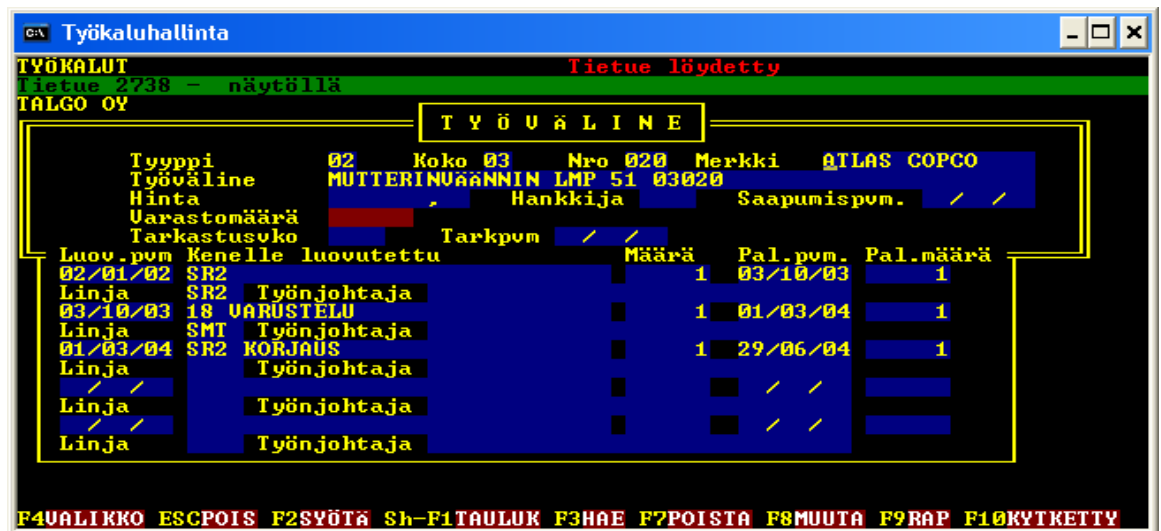 Työkaluhallinta
TYÖKALUT Tietue löydetty
Tietue 2738 - näytöllä
TALGO OY
T Y Ö V Ä L I N E
Tyyppi 02 Koko 03 Nro 020 Merkki ATLAS COPCO
Työväline MUTTERINVÄÄNNIN LMP 51 03020
Hinta , Hankkija Saapumispvm. / /
Varastomäärä
Tarkastusvko Tarkpvm / /
Luov.pvm Kenelle luovutettu Määrä Pal.pvm. Pal.määrä
02/01/02 SR2 1 03/10/03 1
Linja SR2 Työnjohtaja
03/10/03 18 VARUSTELU 1 01/03/04 1
Linja SMT Työnjohtaja
01/03/04 SR2 KORJAUS 1 29/06/04 1
Linja Työnjohtaja
/ / / /
Linja Työnjohtaja
/ / / /
Linja Työnjohtaja
F4VALIKKO ESCPOIS F2SYÖTÄ Sh-F1TAULUK F3HAE F7POISTA F8MUUTA F9RAP F10KYTKETTY